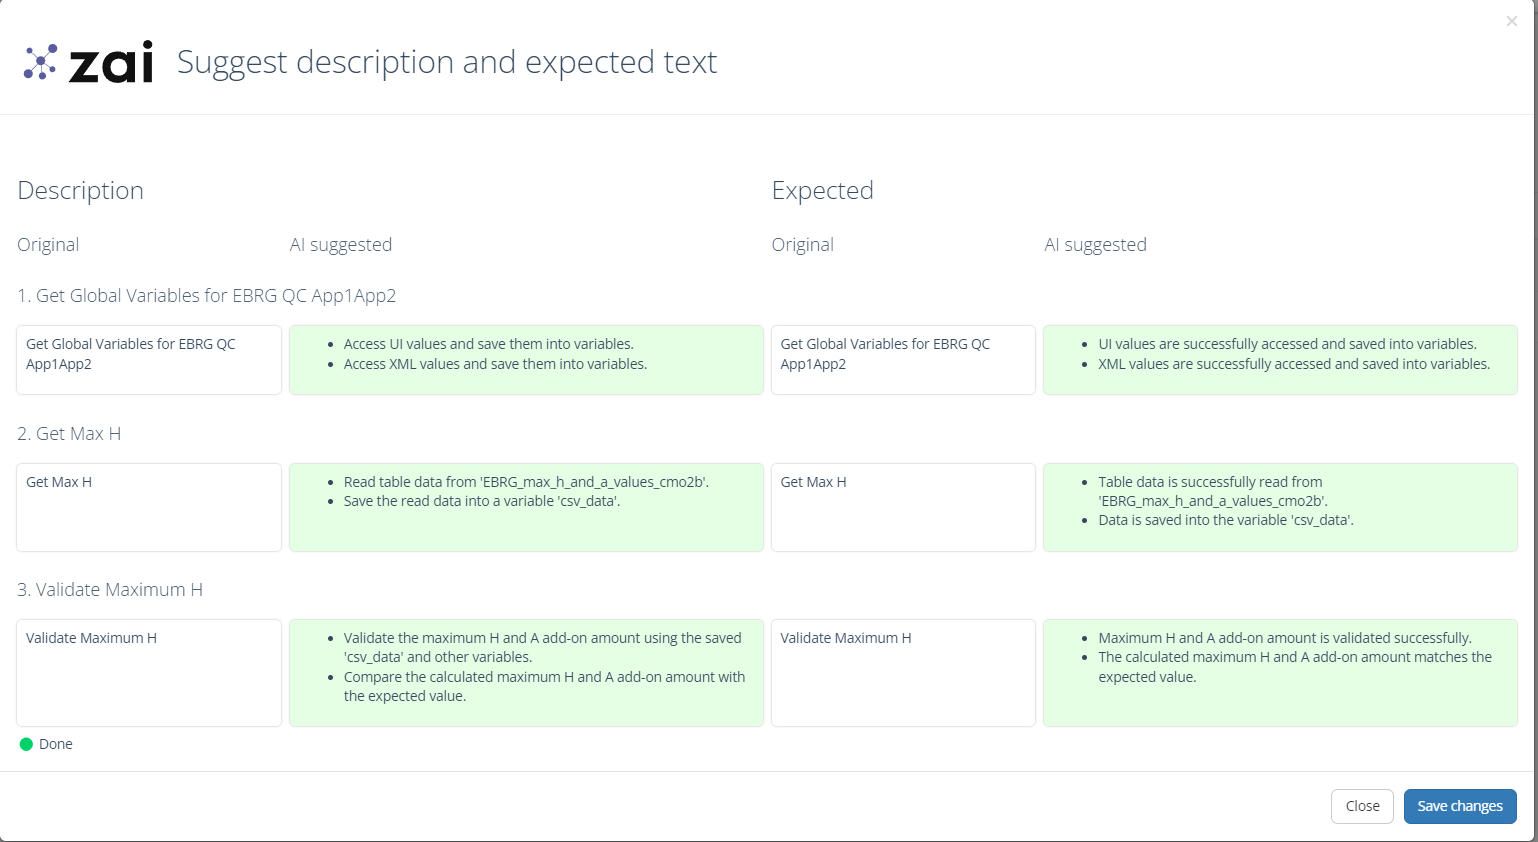 ×
zai
Suggest description and expected text
Description
Expected
Original
AI suggested
Original
AI suggested
1. Get Global Variables for EBRG QC App1App2
Get Global Variables for EBRG QC
App1App2
• Access UI values and save them into variables.
• Access XML values and save them into variables.
Get Global Variables for EBRG QC
App1App2
• UI values are successfully accessed and saved into variables.
• XML values are successfully accessed and saved into variables.
2. Get Max H
Get Max H
• Read table data from 'EBRG_max_h_and_a_values_cmo2b'.
• Save the read data into a variable 'csv_data'.
Get Max H
• Table data is successfully read from
'EBRG_max_h_and_a_values_cmo2b'.
• Data is saved into the variable 'csv_data'.
3. Validate Maximum H
Validate Maximum H
• Validate the maximum H and A add-on amount using the saved
'csv_data' and other variables.
• Compare the calculated maximum H and A add-on amount with
the expected value.
Validate Maximum H
• Maximum H and A add-on amount is validated successfully.
• The calculated maximum H and A add-on amount matches the
expected value.
Done
Close
Save changes